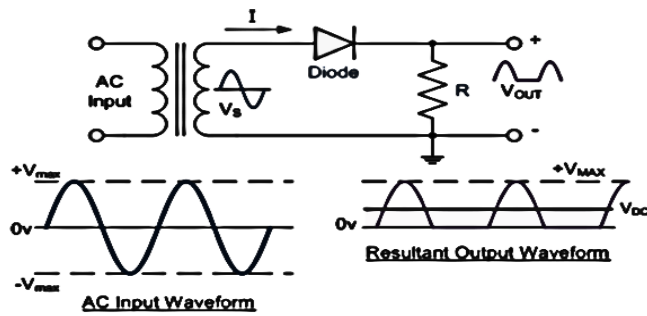 I
+
AC
Input
Diode
Vs
R
VOUT
-
+Vmax
0v
-Vmax
AC Input Waveform
+VMAX
VDC
0v
Resultant Output Waveform